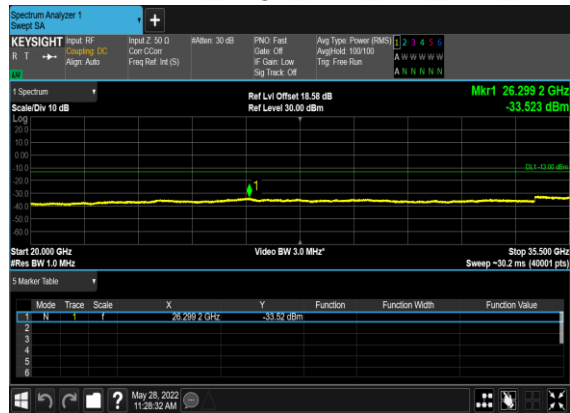 Spectrum Analyzer 1
Swept SA
KEYSIGHT Input: RF Input Z: 50 Ω #Atten: 30 dB PNO: Fast Avg Type: Power (RMS) 1 2 3 4 5 6
R T Coupling: DC Corr CCorr Gate: Off Avg|Hold: 100/100 A W W W W W
Align: Auto Freq Ref: Int (S) IF Gain: Low Trig: Free Run
LV Sig Track: Off A N N N N N
1 Spectrum Ref Lvl Offset 18.58 dB Mkr1 26.299 2 GHz
Scale/Div 10 dB Ref Level 30.00 dBm -33.523 dBm
Log
20.0
10.0
0.00
-10.0 DL1 -13.00 dBm
-20.0
-30.0 1
-40.0
-50.0
-60.0
Start 20.000 GHz Video BW 3.0 MHz* Stop 35.500 GHz
#Res BW 1.0 MHz Sweep ~30.2 ms (40001 pts)
5 Marker Table
Mode Trace Scale X Y Function Function Width Function Value
1 N 1 f 26.299 2 GHz -33.52 dBm
2
3
4
5
6
? May 28, 2022
11:28:32 AM